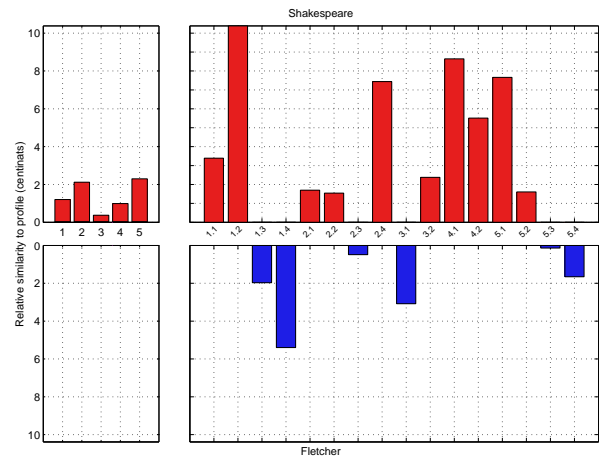 Shakespeare
Relative similarity to profile (centinats)
10
8
6
4
2
0
1 2 3 4 5
1.1 1.2 1.3 1.4 2.1 2.2 2.3 2.4 3.1 3.2 4.1 4.2 5.1 5.2 5.3 5.4
0
2
4
6
8
10
Fletcher